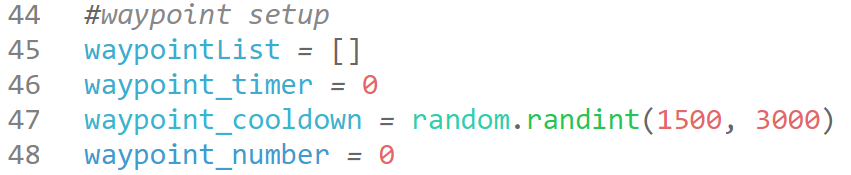 44 #waypoint setup
45 waypointList = []
46 waypoint_timer = 0
47 waypoint_cooldown = random.randint(1500, 3000)
48 waypoint_number = 0